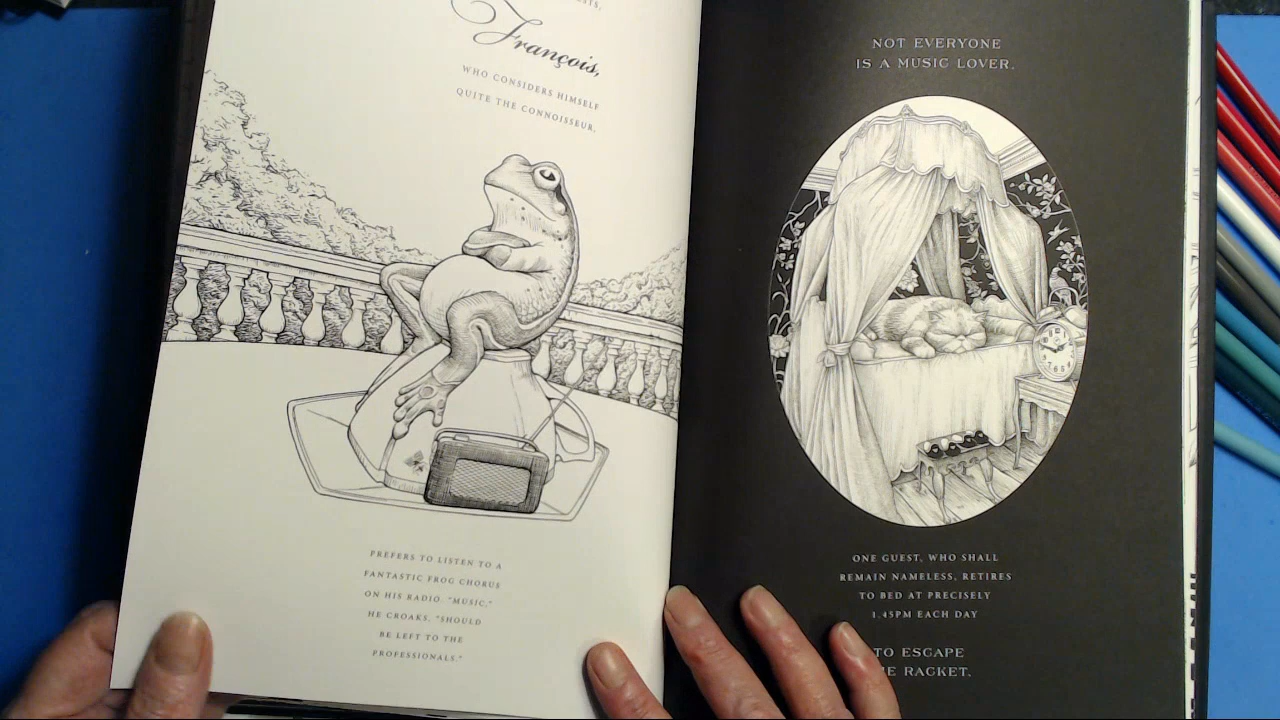 François,
WHO CONSIDERS HIMSELF
QUITE THE CONNOISSEUR,
PREFERS TO LISTEN TO A
FANTASTIC FROG CHORUS
ON HIS RADIO. "MUSIC,"
HE CROAKS, "SHOULD
BE LEFT TO THE
PROFESSIONALS."
NOT EVERYONE
IS A MUSIC LOVER.
ONE GUEST, WHO SHALL
REMAIN NAMELESS, RETIRES
TO BED AT PRECISELY
1.45PM EACH DAY
TO ESCAPE
RACKET.